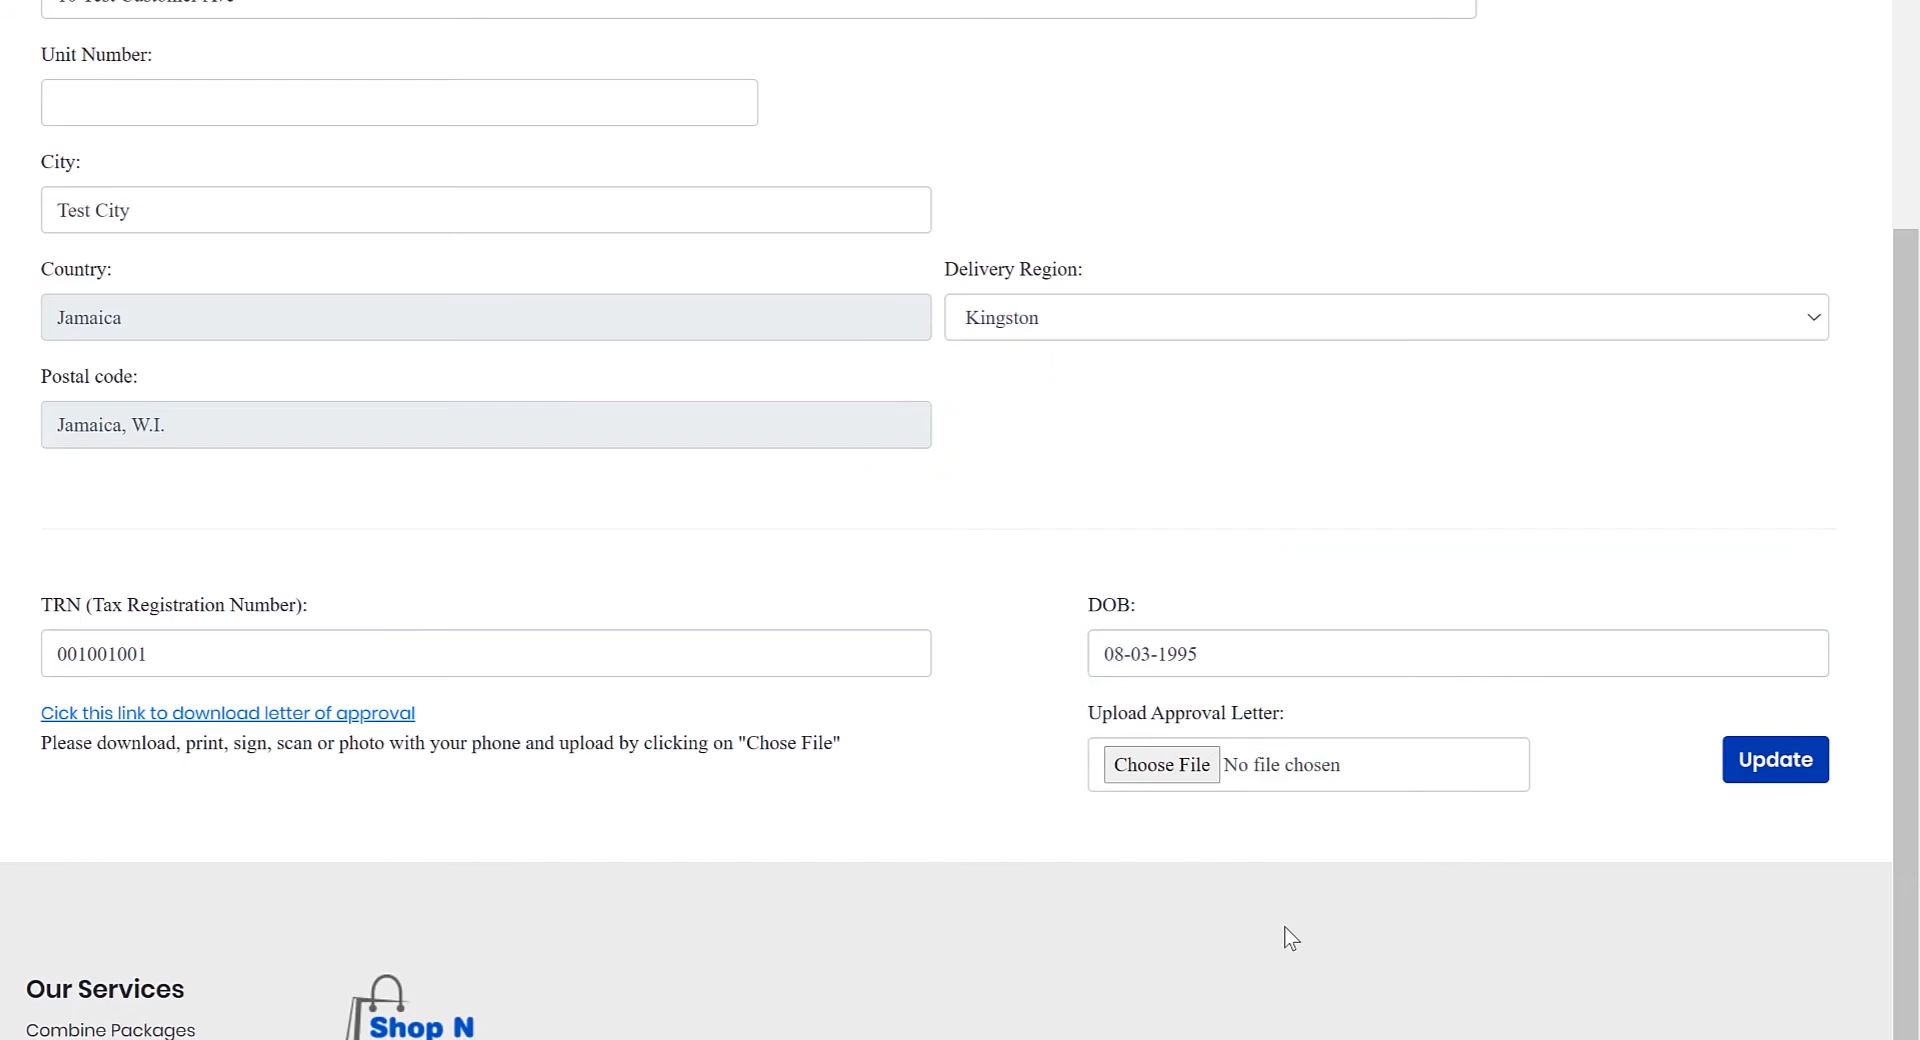 Unit Number:
City:
Test City
Country:
Delivery Region:
Jamaica
Kingston
Postal code:
Jamaica, W.I.
TRN (Tax Registration Number):
DOB:
001001001
08-03-1995
Cick this link to download letter of approval
Upload Approval Letter:
Please download, print, sign, scan or photo with your phone and upload by clicking on "Chose File"
Choose File No file chosen
Update
Our Services
Combine Packages
Shop N